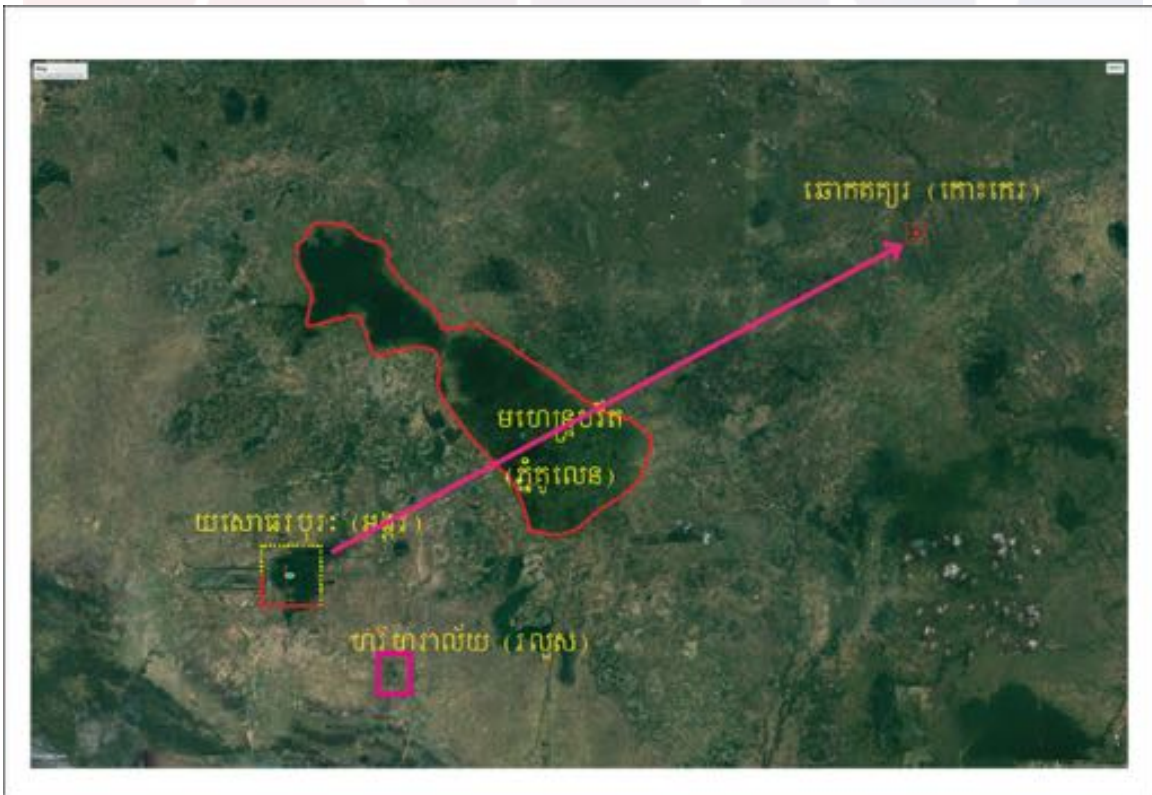 ឆោកគគ្យរ (កោះកេរ)
មហេន្ទ្របវ៌ត
(ភ្នំគូលេន)
យសោធរបុរៈ (អង្គរ)
ហរិហរាល័យ (រលួស)